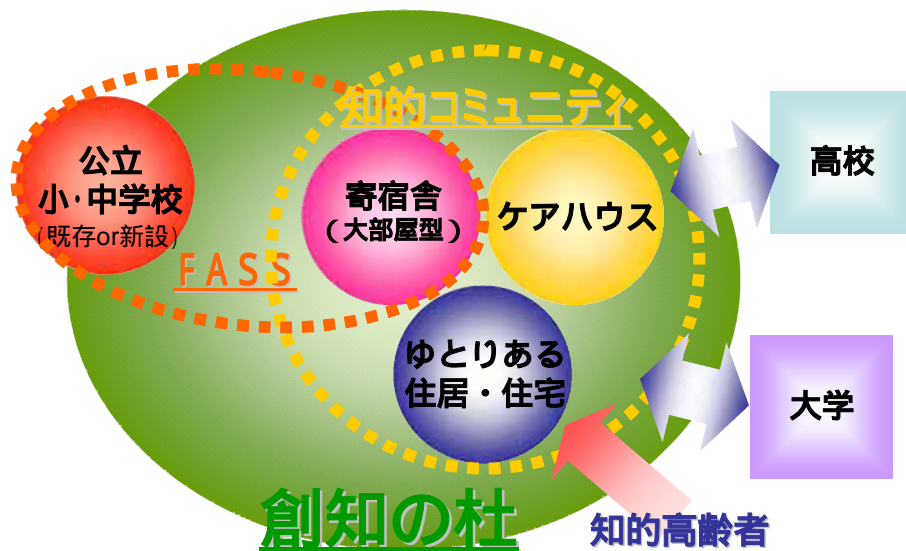 知的コミュニティ
公立
小・中学校
（既存or新設）
寄宿舎
（大部屋型）
ケアハウス
高校
ＦＡＳＳ
ゆとりある
住居・住宅
大学
創知の杜
知的高齢者